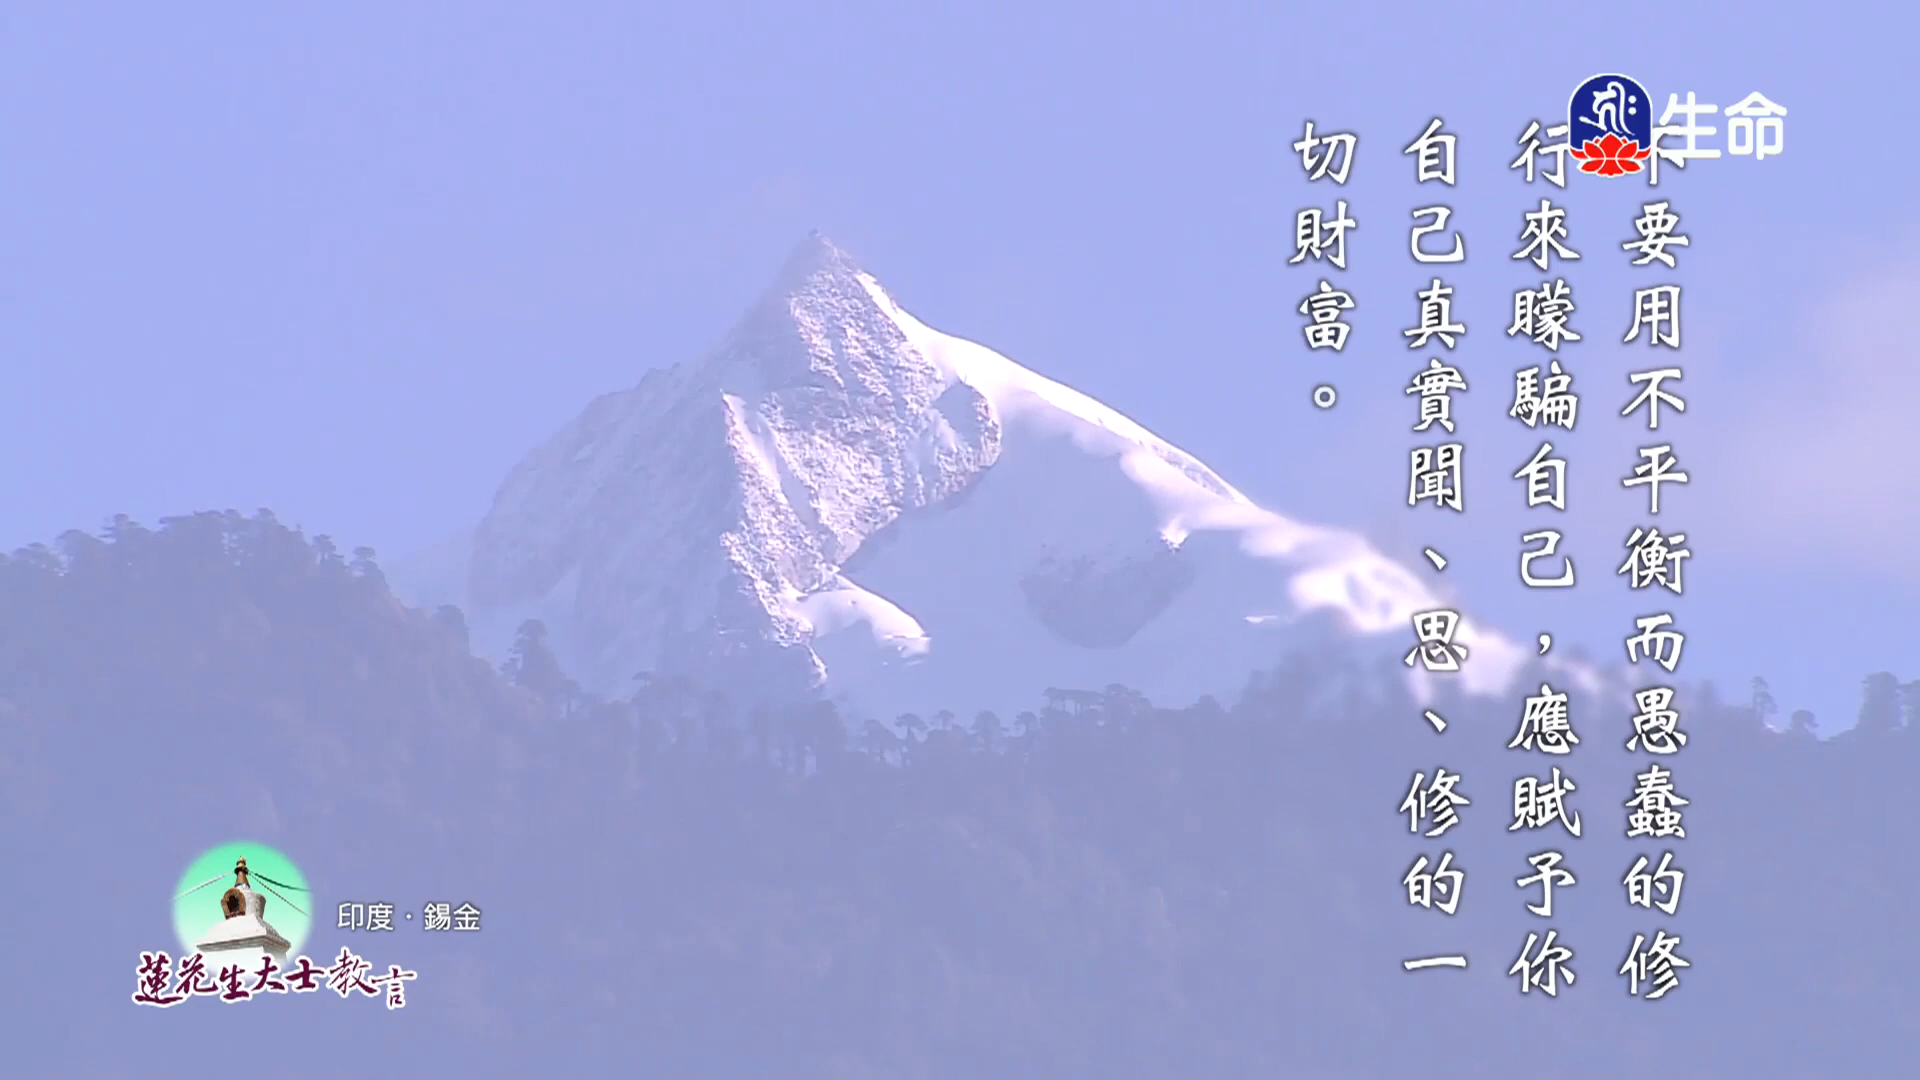 要用不平衡而愚蠢的修
行來矇騙自己，應賦予你
自己真實聞、思、修的一
切財富。
生命
印度·錫金
蓮花生大士教言